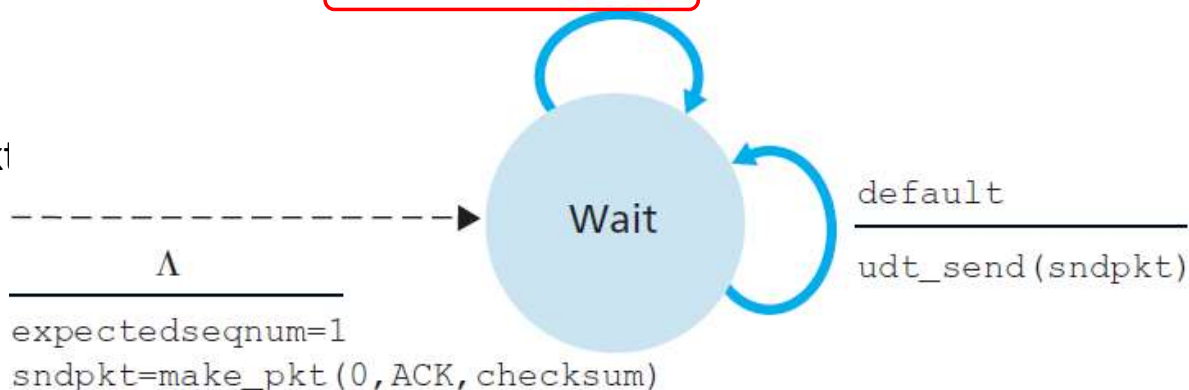 Wait
default
udt_send(sndpkt)
Λ
expectedseqnum=1
sndpkt=make_pkt(0,ACK,checksum)